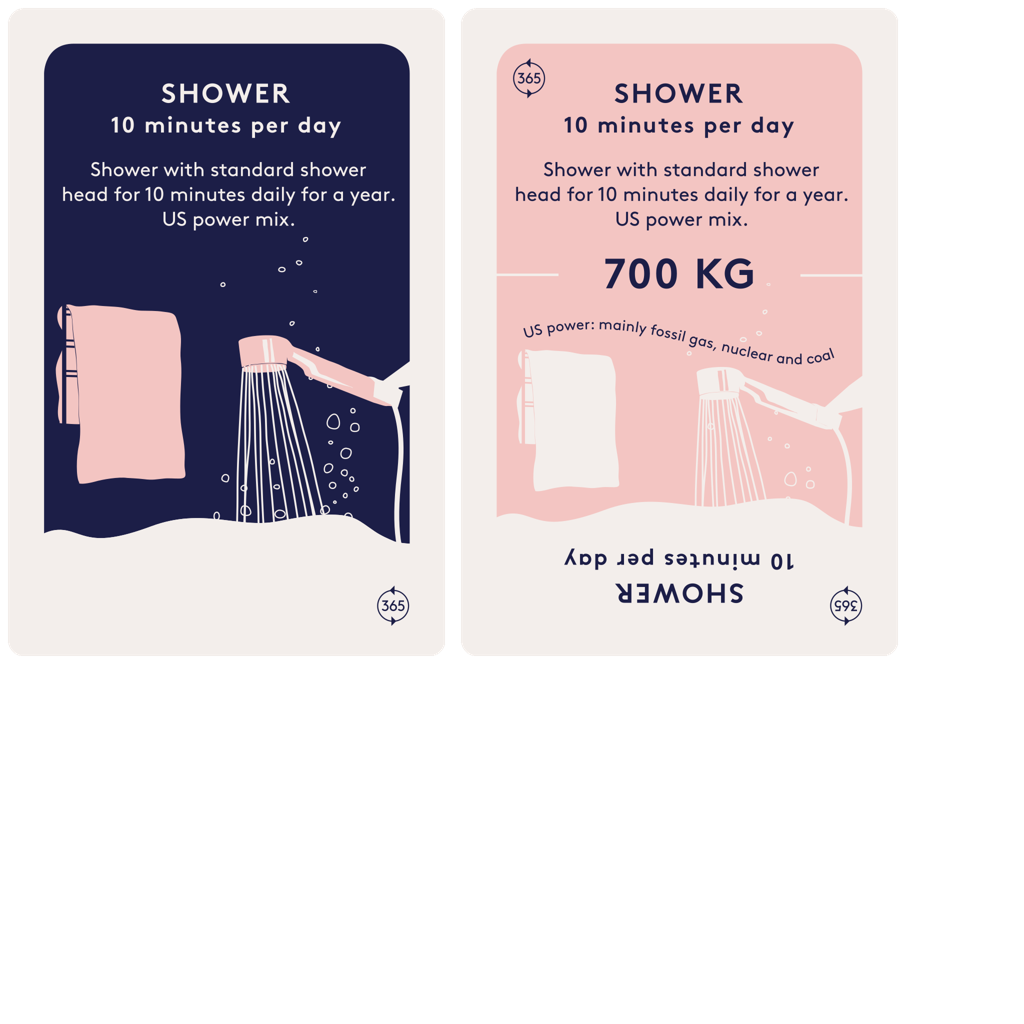 SHOWER
10 minutes per day
Shower with standard shower
head for 10 minutes daily for a year.
US power mix.
365
365
SHOWER
10 minutes per day
Shower with standard shower
head for 10 minutes daily for a year.
US power mix.
700 KG
US power: mainly fossil gas, nuclear and coal
SHOWER
10 minutes per day
365